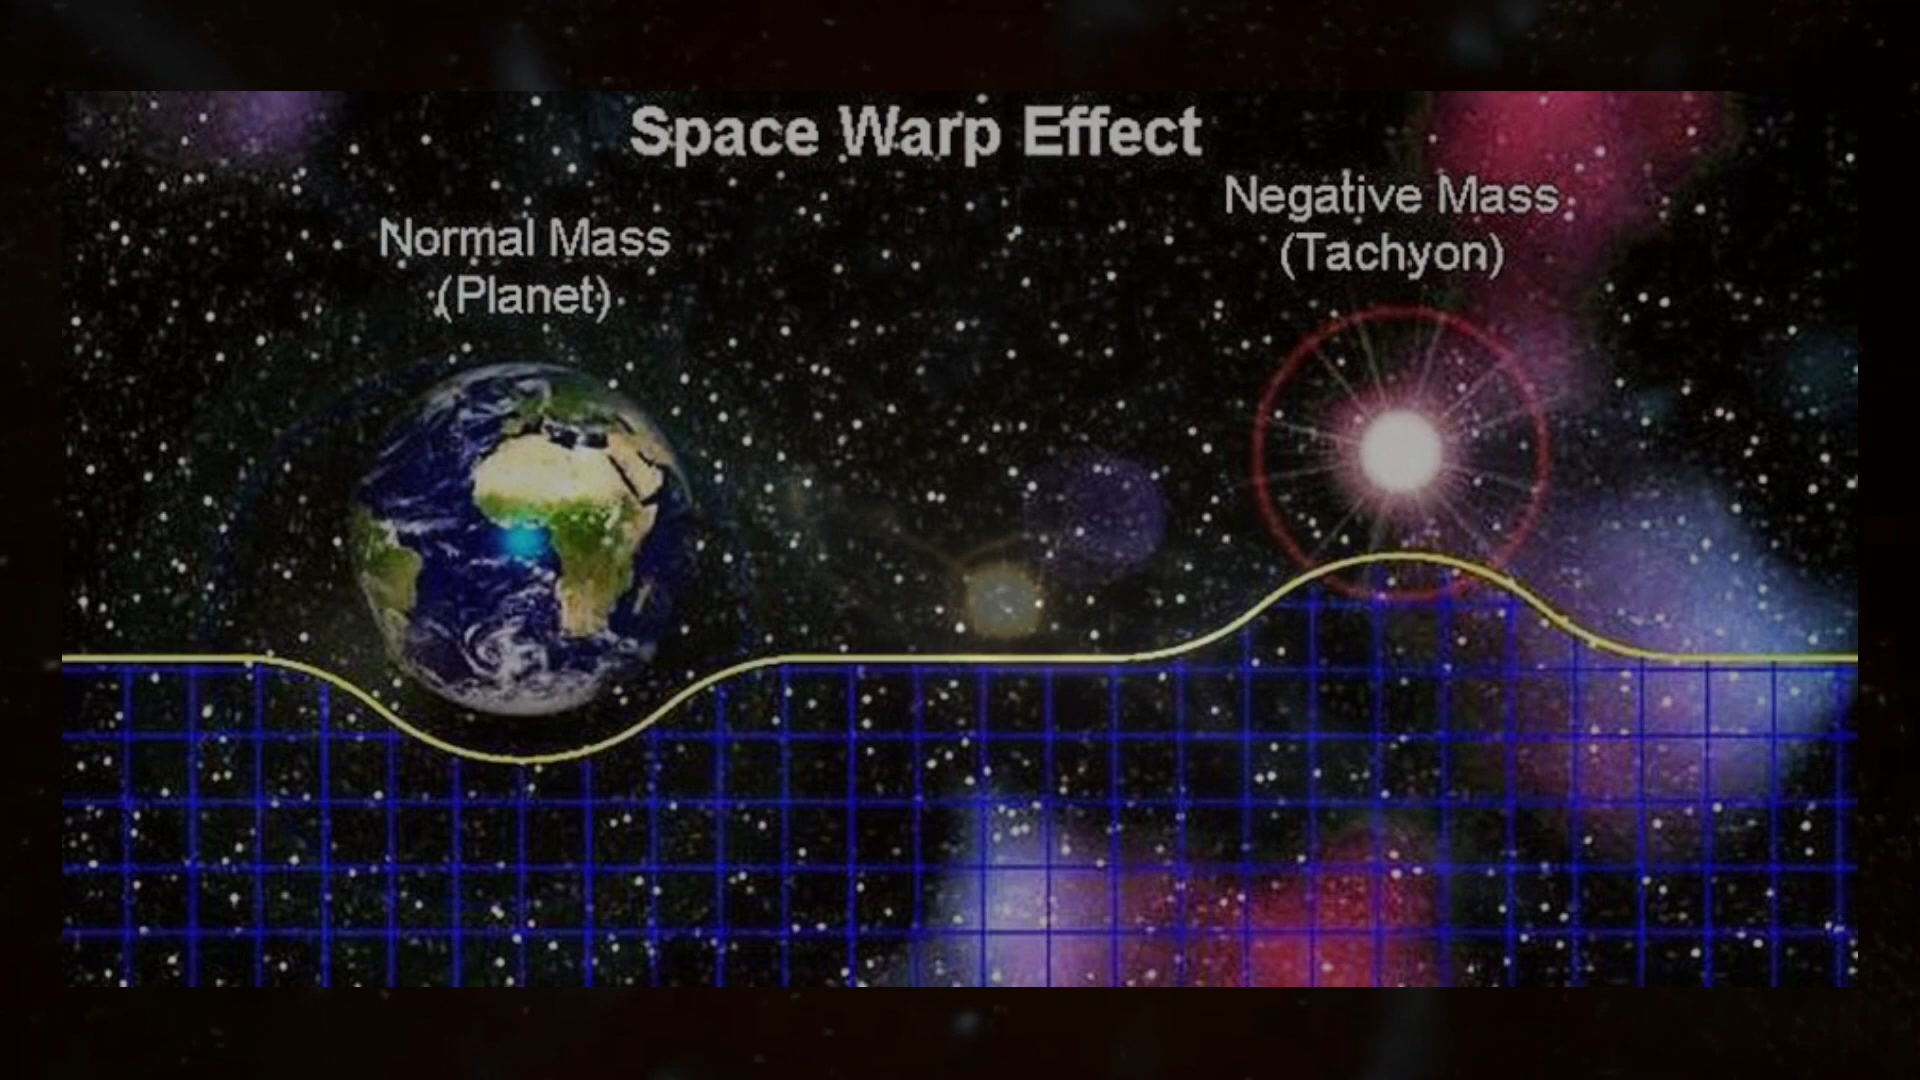 Space Warp Effect
Negative Mass
(Tachyon)
Normal Mass
(Planet)